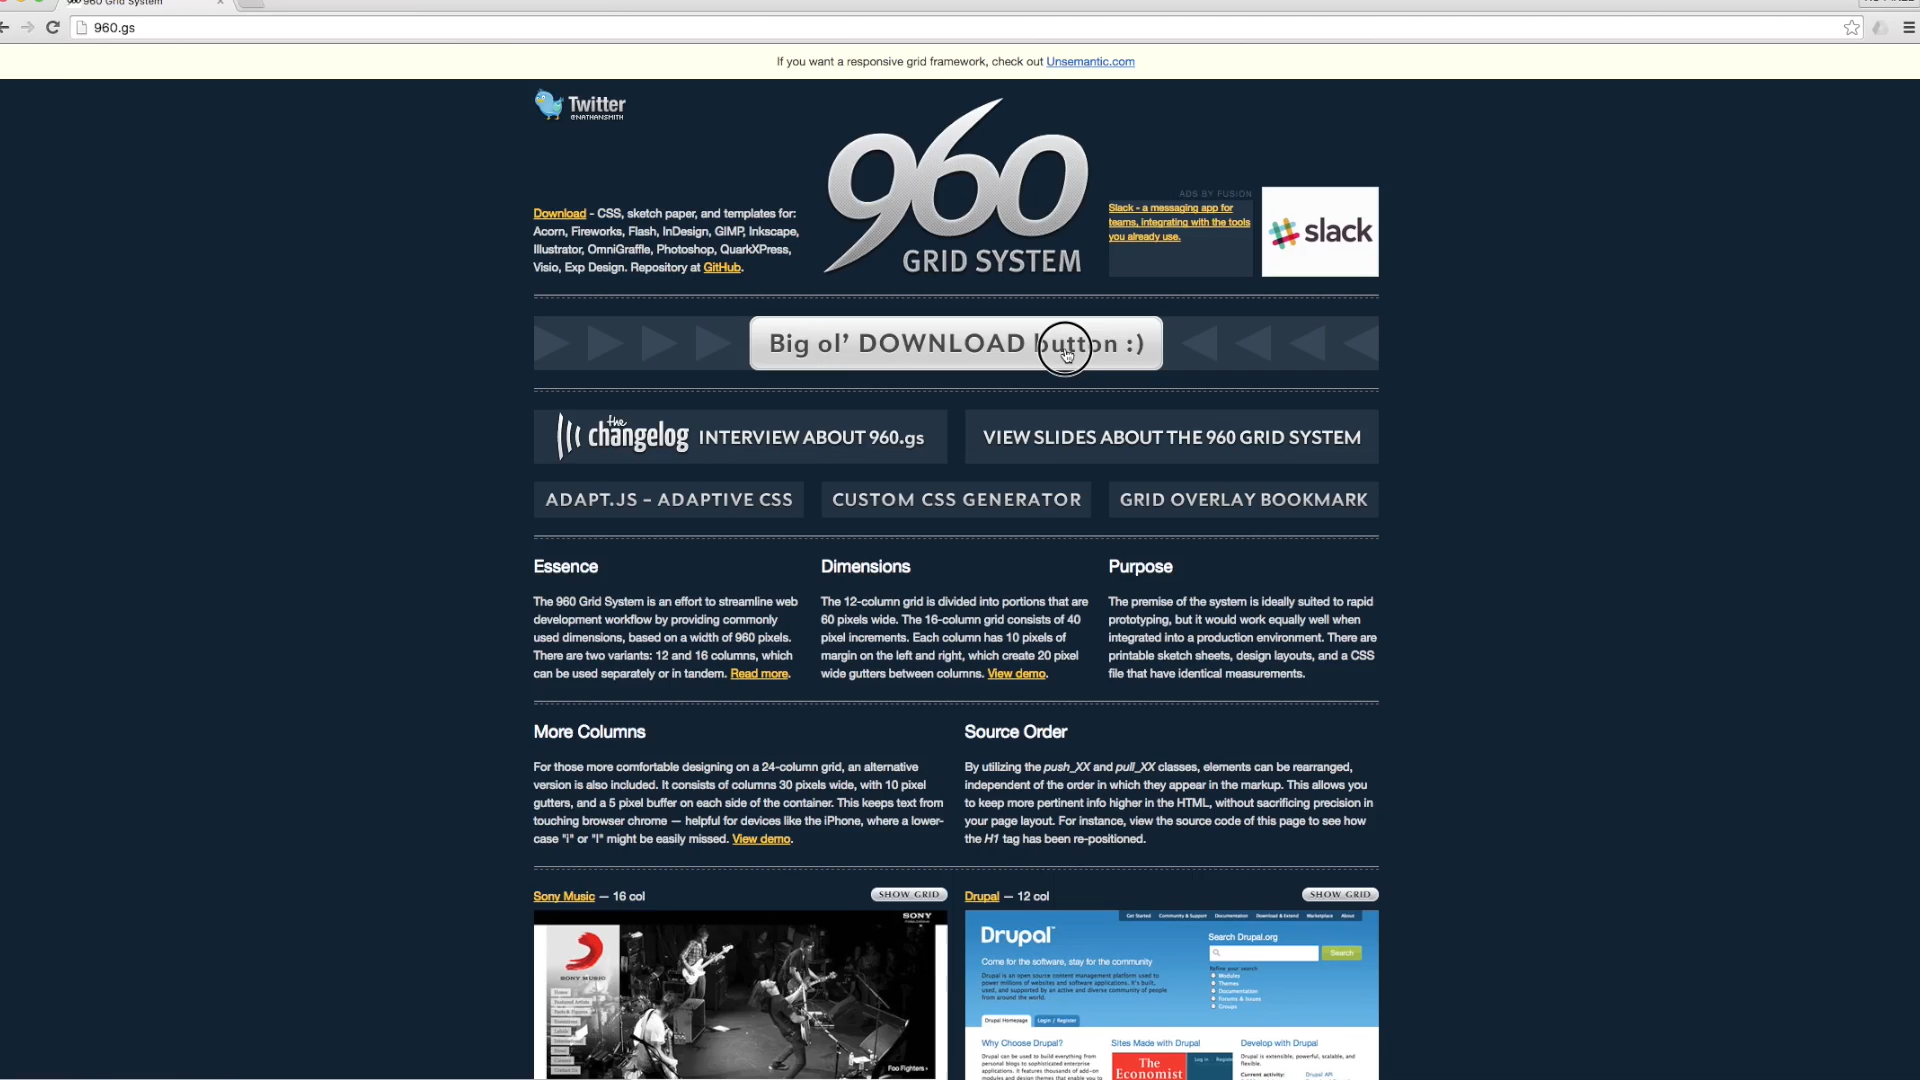 960 Grid System
960.gs
If you want a responsive grid framework, check out Unsemantic.com
Twitter
@NATHANSMITH
Download - CSS, sketch paper, and templates for:
Acorn, Fireworks, Flash, InDesign, GIMP, Inkscape,
Illustrator, OmniGraffle, Photoshop, QuarkXPress,
Visio, Exp Design. Repository at GitHub.
960
GRID SYSTEM
ADS BY FUSION
Slack - a messaging app for
teams, integrating with the tools
you already use.
slack
Big ol' DOWNLOAD button :)
the
changelog INTERVIEW ABOUT 960.gs
VIEW SLIDES ABOUT THE 960 GRID SYSTEM
ADAPT.JS – ADAPTIVE CSS
CUSTOM CSS GENERATOR
GRID OVERLAY BOOKMARK
Essence
The 960 Grid System is an effort to streamline web
development workflow by providing commonly
used dimensions, based on a width of 960 pixels.
There are two variants: 12 and 16 columns, which
can be used separately or in tandem. Read more.
Dimensions
The 12-column grid is divided into portions that are
60 pixels wide. The 16-column grid consists of 40
pixel increments. Each column has 10 pixels of
margin on the left and right, which create 20 pixel
wide gutters between columns. View demo.
Purpose
The premise of the system is ideally suited to rapid
prototyping, but it would work equally well when
integrated into a production environment. There are
printable sketch sheets, design layouts, and a CSS
file that have identical measurements.
More Columns
For those more comfortable designing on a 24-column grid, an alternative
version is also included. It consists of columns 30 pixels wide, with 10 pixel
gutters, and a 5 pixel buffer on each side of the container. This keeps text from
touching browser chrome — helpful for devices like the iPhone, where a lower-
case "i" or "l" might be easily missed. View demo.
Source Order
By utilizing the push_XX and pull_XX classes, elements can be rearranged,
independent of the order in which they appear in the markup. This allows you
to keep more pertinent info higher in the HTML, without sacrificing precision in
your page layout. For instance, view the source code of this page to see how
the H1 tag has been re-positioned.
Sony Music — 16 col
SHOW GRID
SONY
SONY MUSIC
Foo Fighters
Drupal — 12 col
SHOW GRID
Get Started Community & Support Documentation Download & Extend Marketplace About
Drupal
Come for the software, stay for the community
Drupal is an open source content management platform used to
power millions of websites and software applications. It's built,
used, and supported by an active and diverse community of people
from around the world.
Search Drupal.org
Search
Refine your search
Modules
Themes
Documentation
Forums & Issues
Groups
Drupal Homepage
Login / Register
Why Choose Drupal?
Drupal can be used to build everything from
personal blogs to sophisticated enterprise
applications. It features thousands of add-on
Sites Made with Drupal
The
Economist
Log in
Develop with Drupal
Drupal is extensible, powerful, scalable, and
flexible.
Current activity:
Drupal API